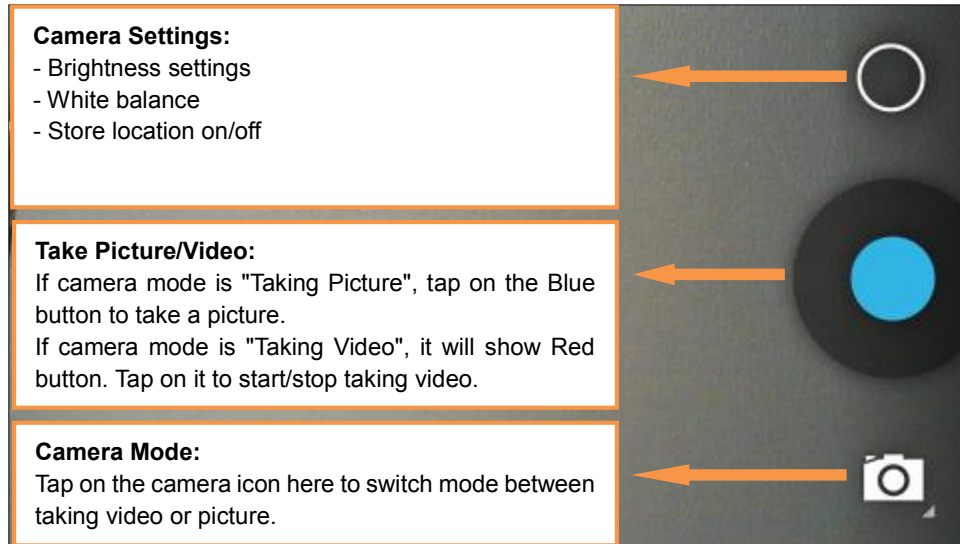 Camera Settings:
- Brightness settings
- White balance
- Store location on/off
Take Picture/Video:
If camera mode is "Taking Picture", tap on the Blue
button to take a picture.
If camera mode is "Taking Video", it will show Red
button. Tap on it to start/stop taking video.
Camera Mode:
Tap on the camera icon here to switch mode between
taking video or picture.